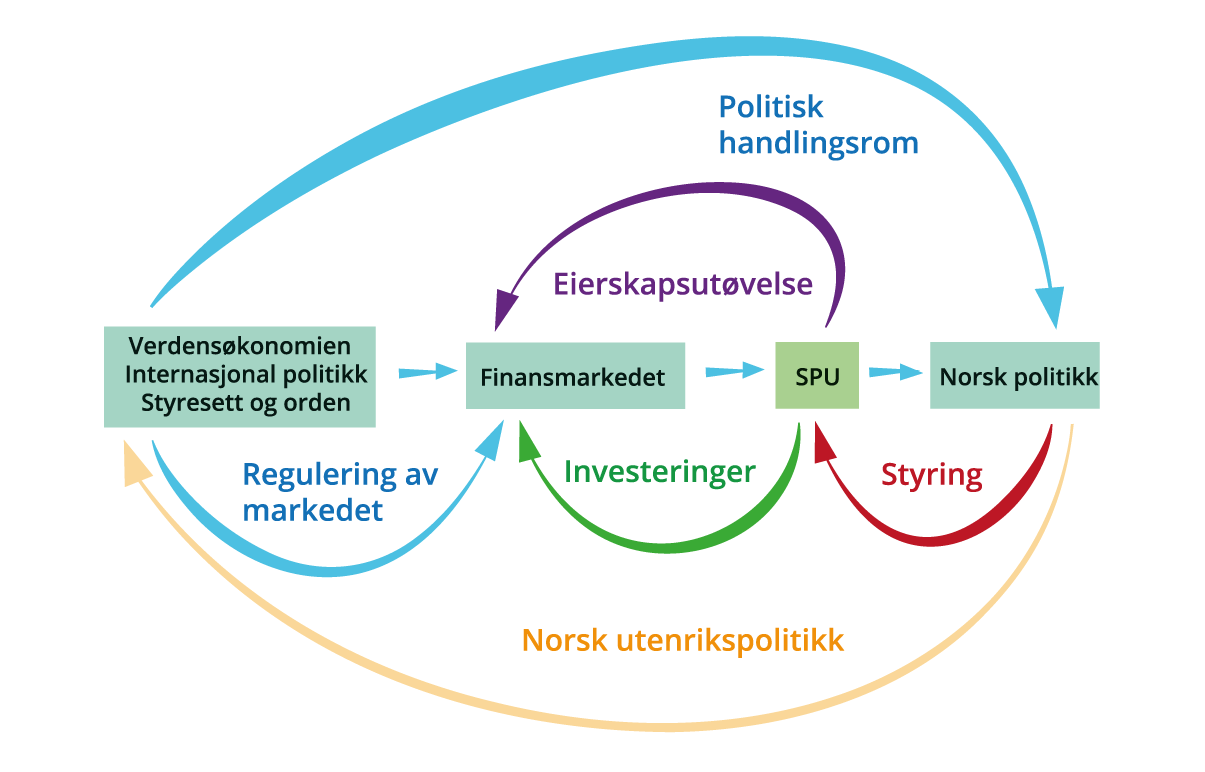 Politisk
handlingsrom
Eierskapsutøvelse
Verdensøkonomien
Internasjonal politikk
Styresett og orden
Finansmarkedet
SPU
Norsk politikk
Regulering av
markedet
Investeringer
Styring
Norsk utenrikspolitikk